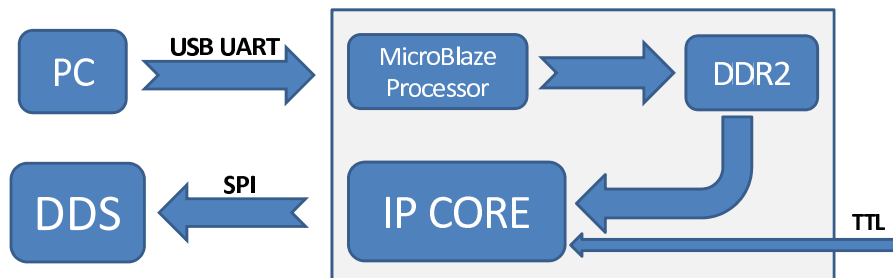 PC
USB UART
MicroBlaze
Processor
DDR2
DDS
SPI
IP CORE
TTL